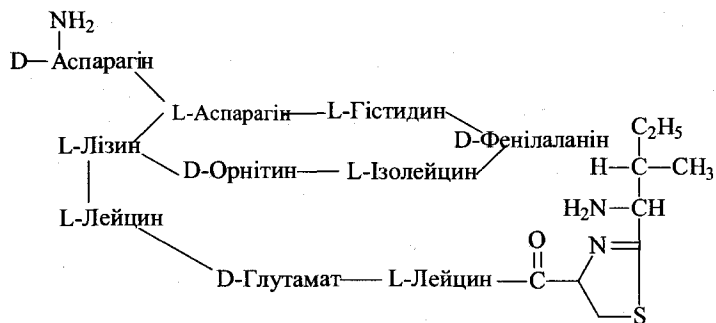 NH2
D—Аспарагін
L-Аспарагін—L-Гістидин
C2H5
L-Лізин
D-Фенілаланін
H—CH3
D-Орнітин—L-Ізолейцин
H2N—CH
L-Лейцин
O
N
D-Глутамат—L-Лейцин—C
S